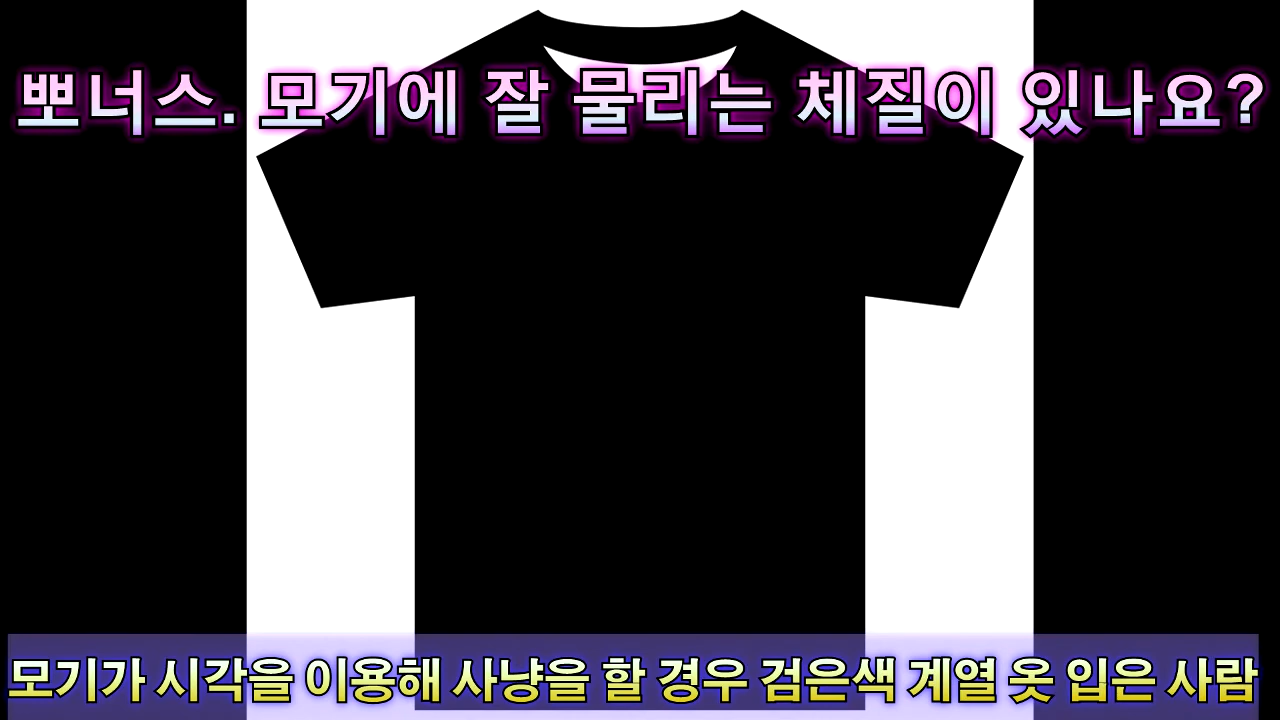 뽀너스. 모기에 잘 물리는 체질이 있나요?
모기가 시각을 이용해 사냥을 할 경우 검은색 계열 옷 입은 사람